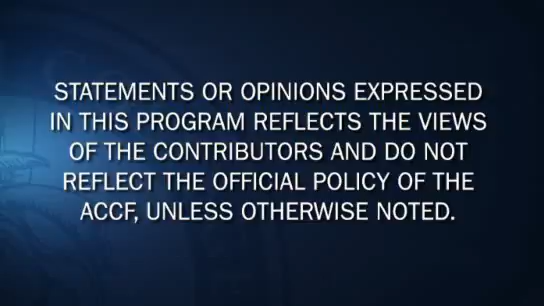 STATEMENTS OR OPINIONS EXPRESSED
IN THIS PROGRAM REFLECTS THE VIEWS
OF THE CONTRIBUTORS AND DO NOT
REFLECT THE OFFICIAL POLICY OF THE
ACCF, UNLESS OTHERWISE NOTED.